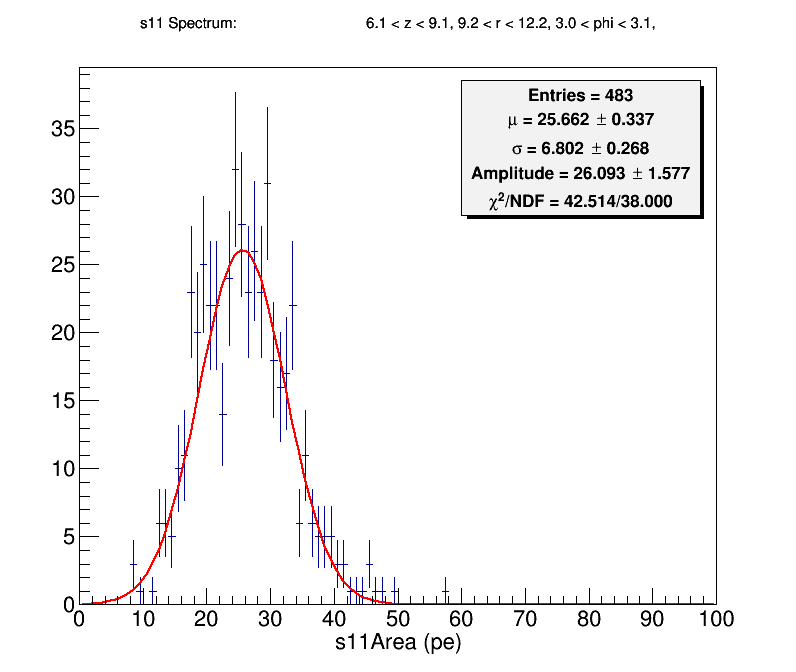 s11 Spectrum: 6.1 < z < 9.1, 9.2 < r < 12.2, 3.0 < phi < 3.1,
Entries = 483
μ = 25.662 ± 0.337
σ = 6.802 ± 0.268
Amplitude = 26.093 ± 1.577
χ²/NDF = 42.514/38.000
35
30
25
20
15
10
5
0
0 10 20 30 40 50 60 70 80 90 100
s11Area (pe)